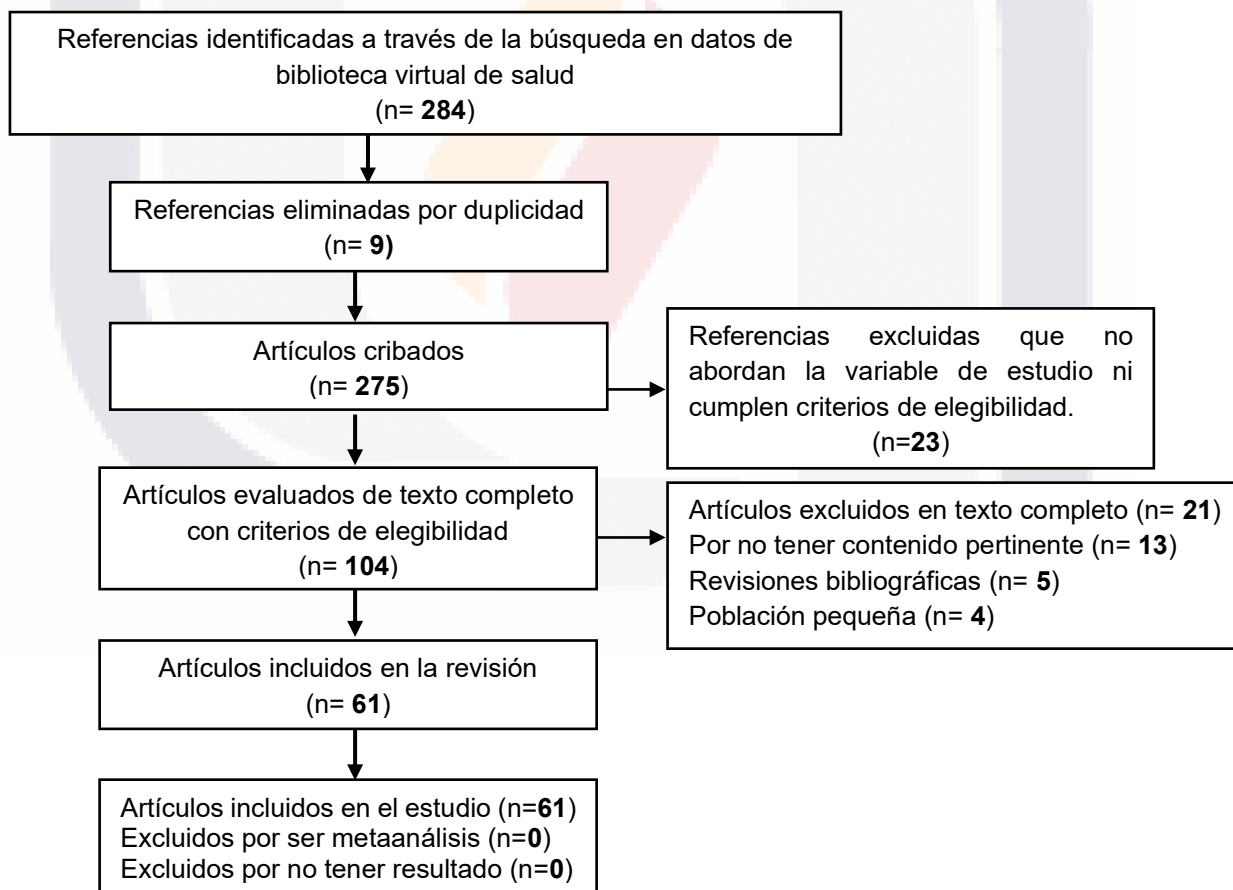 Referencias identificadas a través de la búsqueda en datos de
biblioteca virtual de salud
(n= 284)
Referencias eliminadas por duplicidad
(n= 9)
Artículos cribados
(n= 275)
Referencias excluidas que no
abordan la variable de estudio ni
cumplen criterios de elegibilidad.
(n=23)
Artículos evaluados de texto completo
con criterios de elegibilidad
(n= 104)
Artículos excluidos en texto completo (n= 21)
Por no tener contenido pertinente (n= 13)
Revisiones bibliográficas (n= 5)
Población pequeña (n= 4)
Artículos incluidos en la revisión
(n= 61)
Artículos incluidos en el estudio (n=61)
Excluidos por ser metaanálisis (n=0)
Excluidos por no tener resultado (n=0)